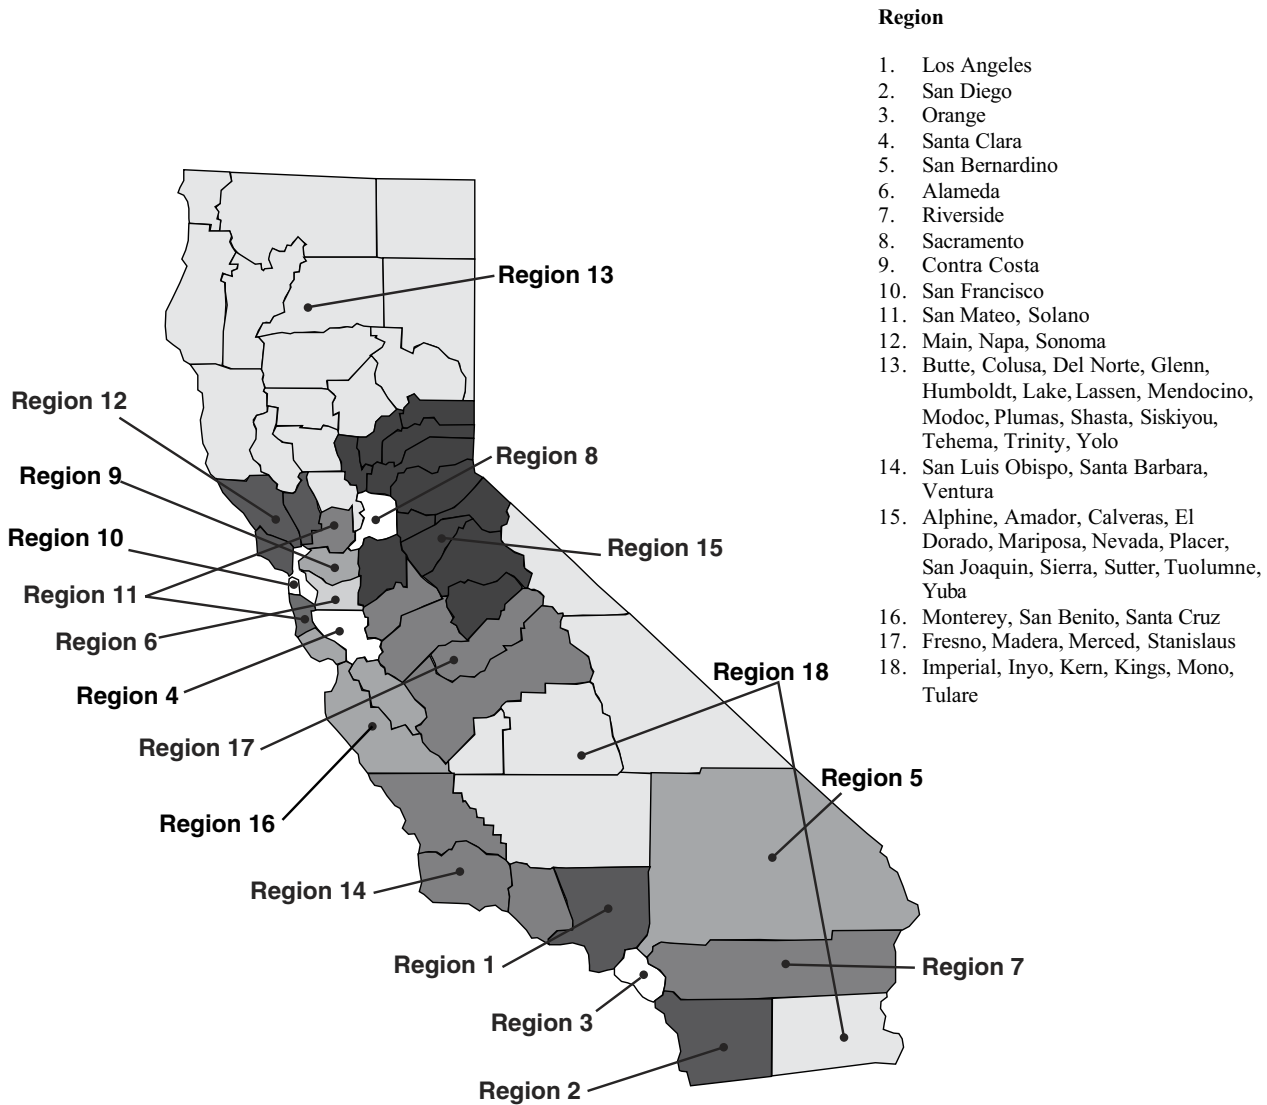 Region
1. Los Angeles
2. San Diego
3. Orange
4. Santa Clara
5. San Bernardino
6. Alameda
7. Riverside
8. Sacramento
9. Contra Costa
10. San Francisco
11. San Mateo, Solano
12. Main, Napa, Sonoma
13. Butte, Colusa, Del Norte, Glenn,
Humboldt, Lake, Lassen, Mendocino,
Modoc, Plumas, Shasta, Siskiyou,
Tehema, Trinity, Yolo
14. San Luis Obispo, Santa Barbara,
Ventura
15. Alphine, Amador, Calveras, El
Dorado, Mariposa, Nevada, Placer,
San Joaquin, Sierra, Sutter, Tuolumne,
Yuba
16. Monterey, San Benito, Santa Cruz
17. Fresno, Madera, Merced, Stanislaus
18. Imperial, Inyo, Kern, Kings, Mono,
Tulare
Region 13
Region 12
Region 8
Region 9
Region 10
Region 15
Region 11
Region 6
Region 18
Region 4
Region 17
Region 5
Region 16
Region 14
Region 1
Region 7
Region 3
Region 2